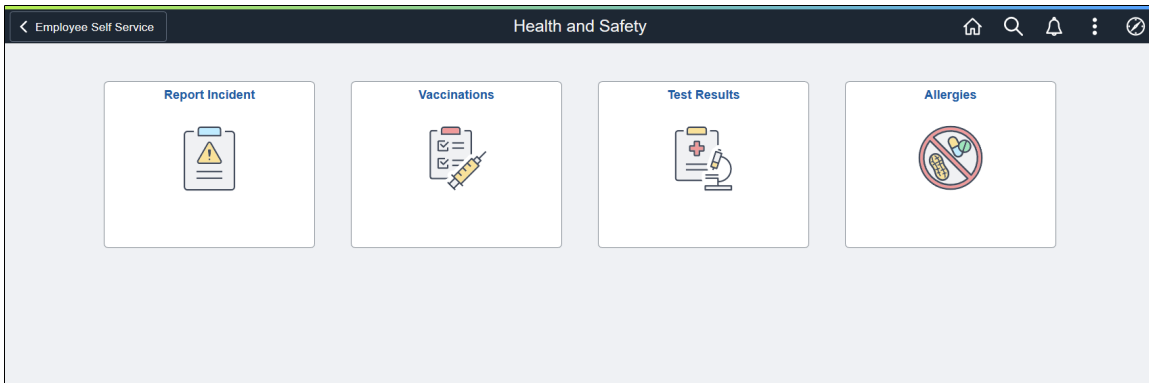 Employee Self Service
Health and Safety
Report Incident
Vaccinations
Test Results
Allergies